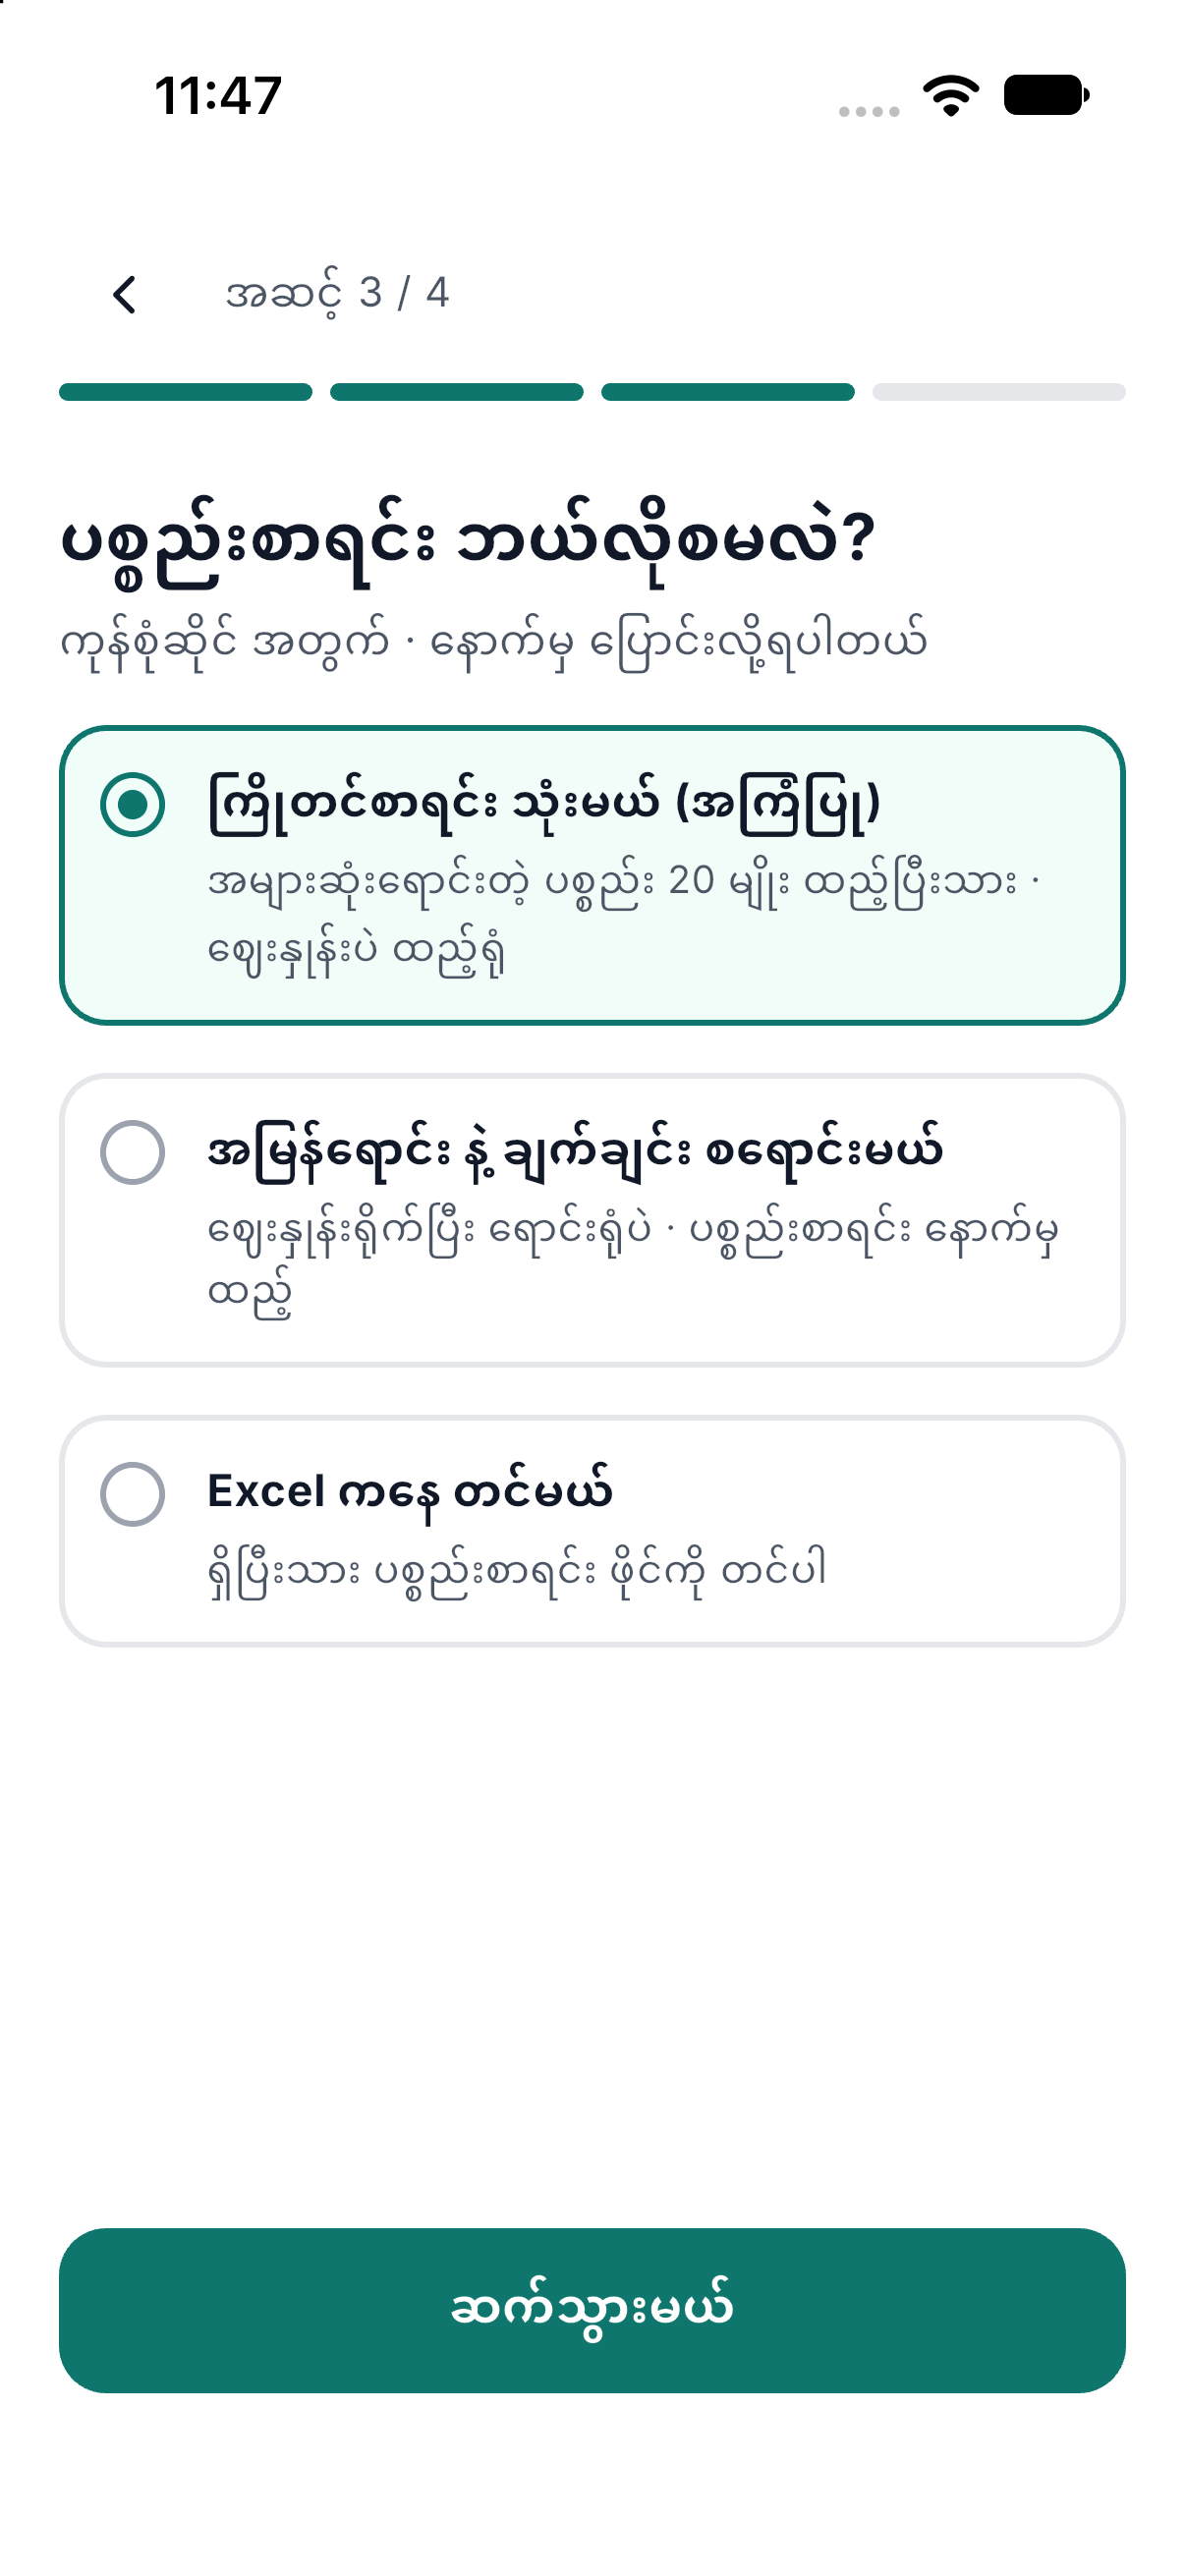 11:47
အဆင့် 3 / 4
ပစ္စည်းစာရင်း ဘယ်လိုစမလဲ?
ကုန်စုံဆိုင် အတွက် · နောက်မှ ပြောင်းလို့ရပါတယ်
ကြိုတင်စာရင်း သုံးမယ် (အကြံပြု)
အများဆုံးရောင်းတဲ့ ပစ္စည်း 20 မျိုး ထည့်ပြီးသား ·
ဈေးနှုန်းပဲ ထည့်ရုံ
အမြန်ရောင်း နဲ့ ချက်ချင်း စရောင်းမယ်
ဈေးနှုန်းရိုက်ပြီး ရောင်းရုံပဲ · ပစ္စည်းစာရင်း နောက်မှ
ထည့်
Excel ကနေ တင်မယ်
ရှိပြီးသား ပစ္စည်းစာရင်း ဖိုင်ကို တင်ပါ
ဆက်သွားမယ်